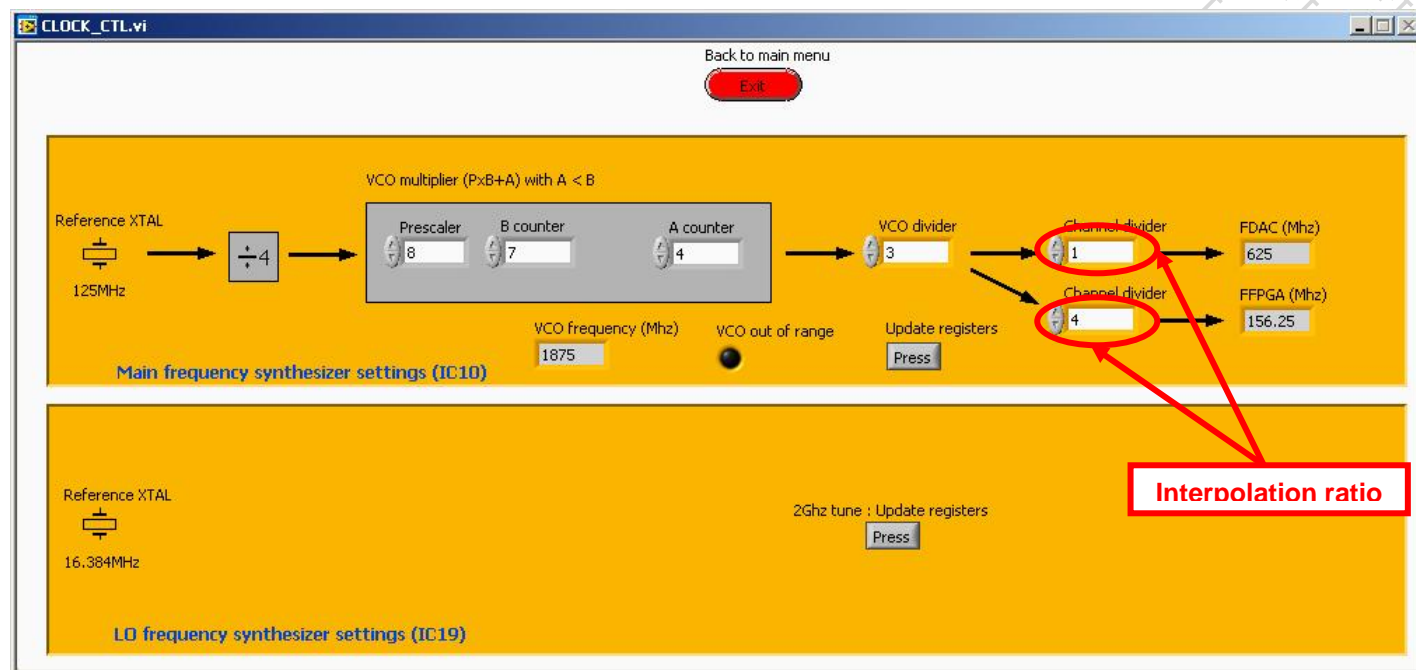 CLOCK_CTL.vi
Back to main menu
Exit
VCO multiplier (PxB+A) with A < B
Reference XTAL
125MHz
÷4
Prescaler
8
B counter
7
A counter
4
VCO divider
3
Channel divider
1
FDAC (Mhz)
625
Channel divider
4
FFPGA (Mhz)
156.25
VCO frequency (Mhz)
1875
VCO out of range
Update registers
Press
Main frequency synthesizer settings (IC10)
Interpolation ratio
Reference XTAL
16.384MHz
2Ghz tune : Update registers
Press
LO frequency synthesizer settings (IC19)